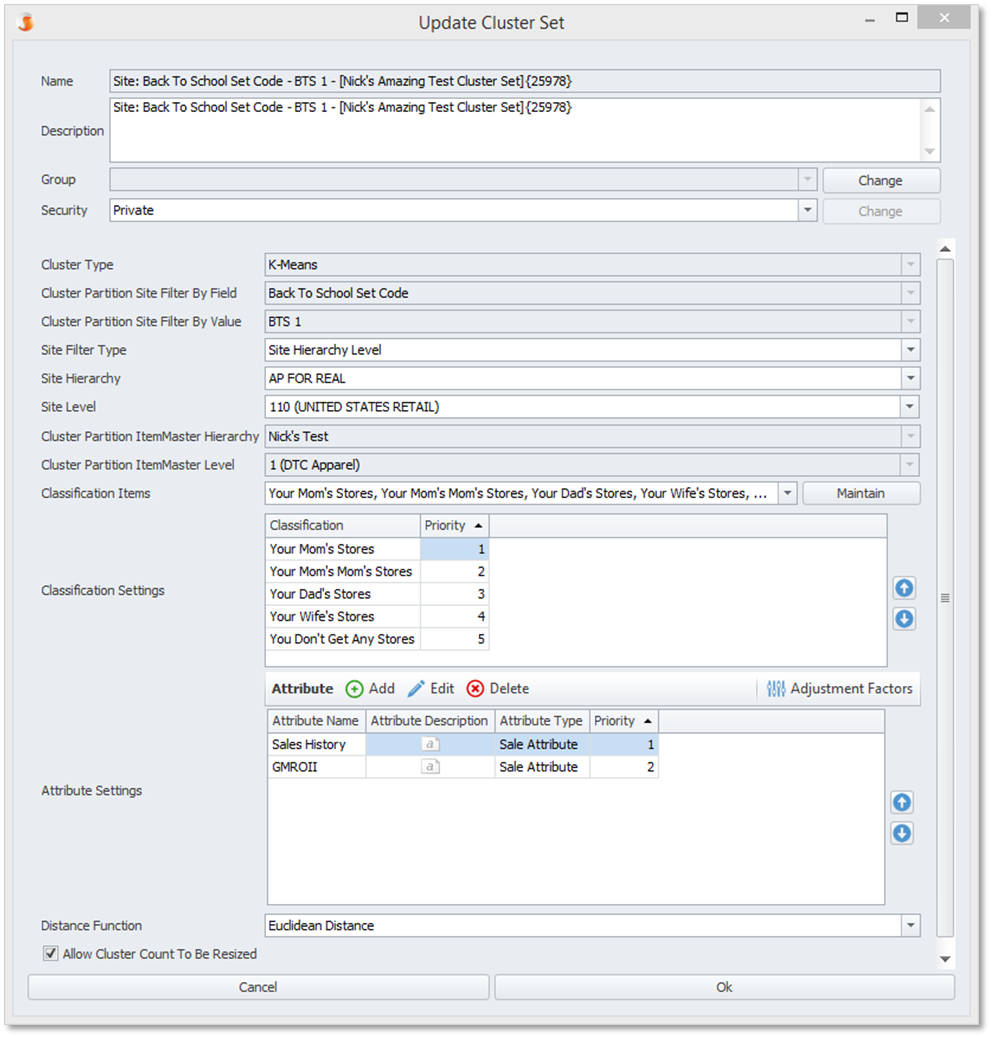 Update Cluster Set
Name Site: Back To School Set Code - BTS 1 - [Nick's Amazing Test Cluster Set]{25978}
Description Site: Back To School Set Code - BTS 1 - [Nick's Amazing Test Cluster Set]{25978}
Group Change
Security Private Change
Cluster Type K-Means
Cluster Partition Site Filter By Field Back To School Set Code
Cluster Partition Site Filter By Value BTS 1
Site Filter Type Site Hierarchy Level
Site Hierarchy AP FOR REAL
Site Level 110 (UNITED STATES RETAIL)
Cluster Partition ItemMaster Hierarchy Nick's Test
Cluster Partition ItemMaster Level 1 (DTC Apparel)
Classification Items Your Mom's Stores, Your Mom's Mom's Stores, Your Dad's Stores, Your Wife's Stores, ... Maintain
Classification Settings
Classification Priority
Your Mom's Stores 1
Your Mom's Mom's Stores 2
Your Dad's Stores 3
Your Wife's Stores 4
You Don't Get Any Stores 5
Attribute Add Edit Delete Adjustment Factors
Attribute Settings
Attribute Name Attribute Description Attribute Type Priority
Sales History a Sale Attribute 1
GMROII a Sale Attribute 2
Distance Function Euclidean Distance
Allow Cluster Count To Be Resized
Cancel Ok